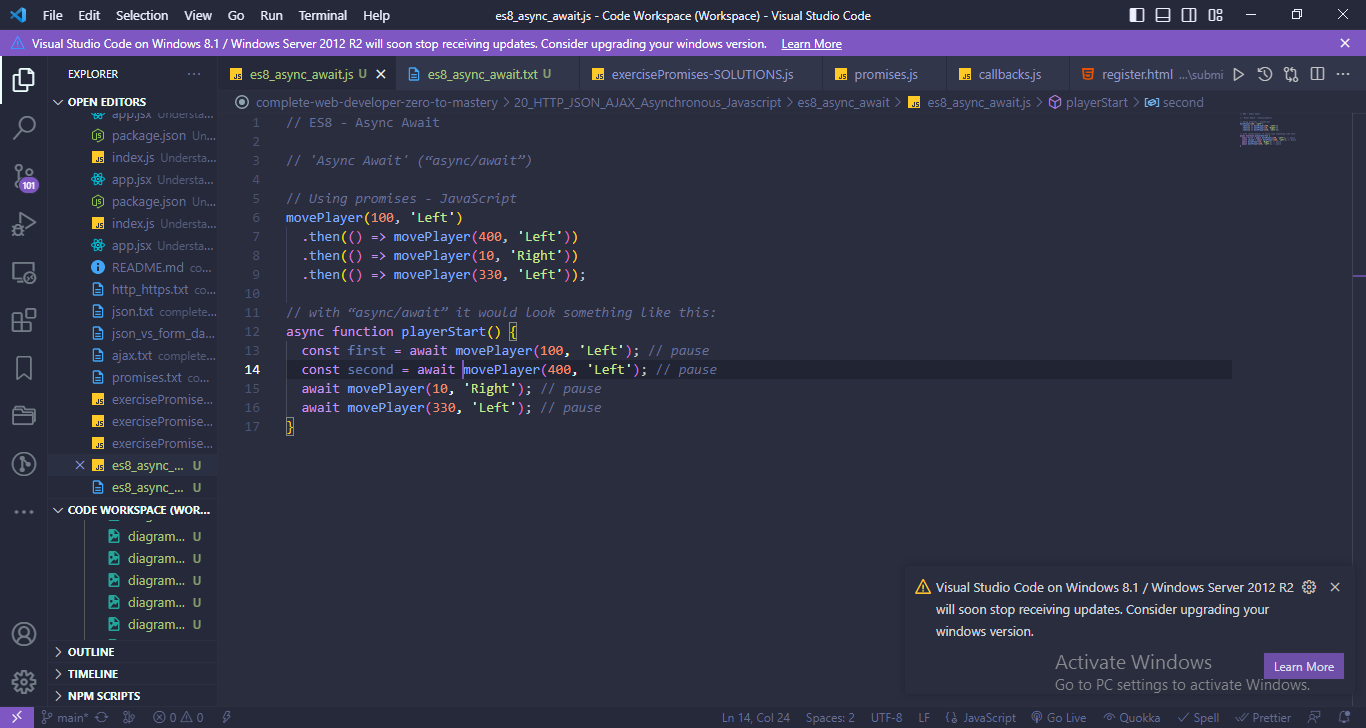 File Edit Selection View Go Run Terminal Help
es8_async_await.js - Code Workspace (Workspace) - Visual Studio Code
Visual Studio Code on Windows 8.1 / Windows Server 2012 R2 will soon stop receiving updates. Consider upgrading your windows version. Learn More
EXPLORER ...
es8_async_await.js U
es8_async_await.txt U
exercisePromises-SOLUTIONS.js
promises.js
callbacks.js
register.html ...\submi
complete-web-developer-zero-to-mastery > 20_HTTP_JSON_AJAX_Asynchronous_Javascript > es8_async_await > es8_async_await.js > playerStart > second
OPEN EDITORS
app.jsx Understa...
package.json Un...
index.js Understa...
app.jsx Understa...
package.json Un...
index.js Understa...
app.jsx Understa...
README.md co...
http_https.txt co...
json.txt complete...
json_vs_form_da...
ajax.txt complete...
promises.txt co...
exercisePromise...
exercisePromise...
exercisePromise...
es8_async_... U
es8_async_... U
CODE WORKSPACE (WOR...
diagram... U
diagram... U
diagram... U
diagram... U
diagram... U
OUTLINE
TIMELINE
NPM SCRIPTS
101
1 // ES8 - Async Await
2
3 // 'Async Await' (“async/await”)
4
5 // Using promises - JavaScript
6 movePlayer(100, 'Left')
7 .then(() => movePlayer(400, 'Left'))
8 .then(() => movePlayer(10, 'Right'))
9 .then(() => movePlayer(330, 'Left'));
10
11 // with “async/await” it would look something like this:
12 async function playerStart() {
13 const first = await movePlayer(100, 'Left'); // pause
14 const second = await movePlayer(400, 'Left'); // pause
15 await movePlayer(10, 'Right'); // pause
16 await movePlayer(330, 'Left'); // pause
17 }
Visual Studio Code on Windows 8.1 / Windows Server 2012 R2
will soon stop receiving updates. Consider upgrading your
windows version.
Learn More
Activate Windows
Go to PC settings to activate Windows.
main* 0 0
Ln 14, Col 24 Spaces: 2 UTF-8 LF {} JavaScript Go Live Quokka Spell Prettier